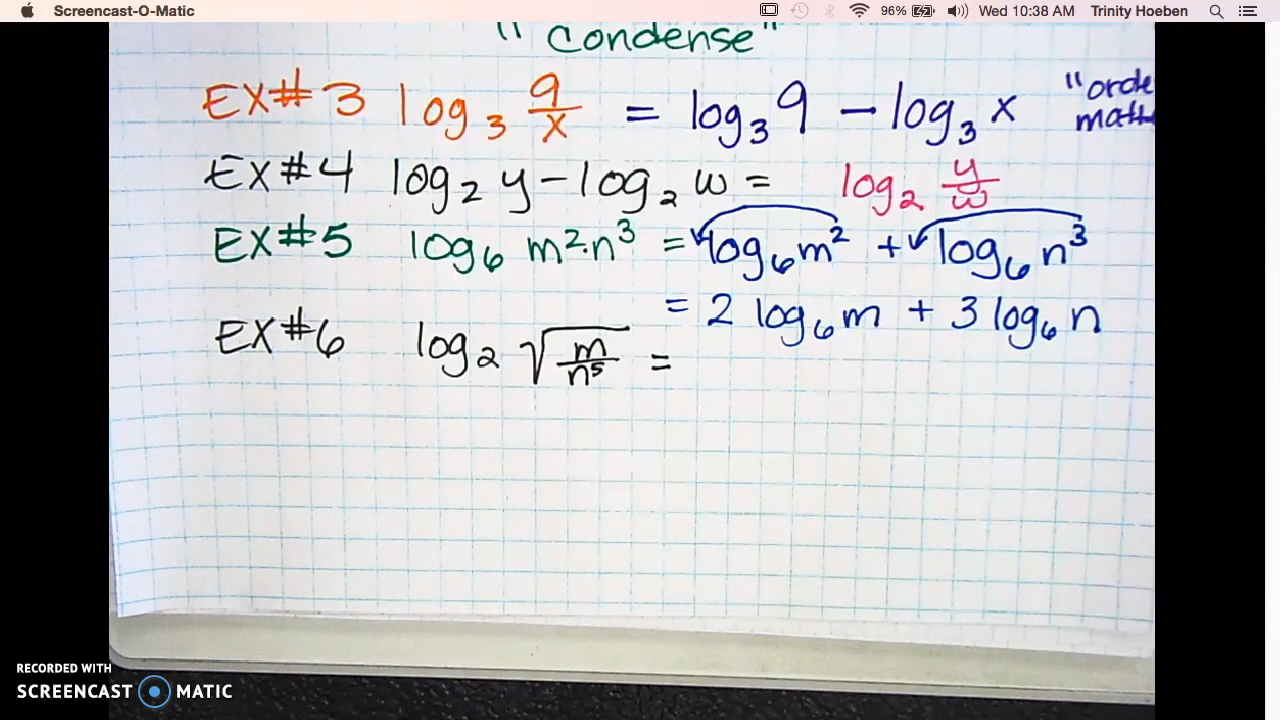 Screencast-O-Matic 96% Wed 10:38 AM Trinity Hoeben
"Condense"
EX#3 log₃ 9/x = log₃ 9 − log₃ x "orde
math
EX#4 log₂ y − log₂ w = log₂ y/w
EX#5 log₆ m²·n³ = log₆ m² + log₆ n³
= 2 log₆ m + 3 log₆ n
EX#6 log₂ √(m/n⁵) =
RECORDED WITH
SCREENCAST MATIC